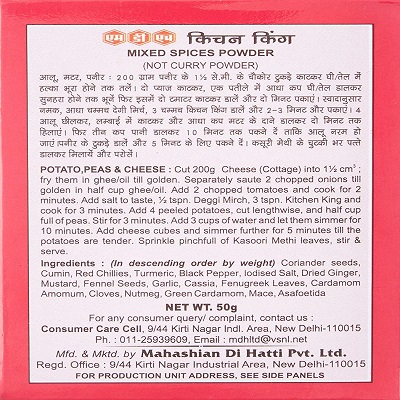 एम डी एच किचन किंग
MIXED SPICES POWDER
(NOT CURRY POWDER)
आलू, मटर, पनीर : 200 ग्राम पनीर के 1½ से.मी. के चौकोर टुकड़े काटकर घी/तेल में
हल्का भूरा होने तक तलें। दो प्याज काटकर, एक पतीले में आधा कप घी/तेल डालकर
सुनहरा होने तक भूनें फिर इसमें दो टमाटर काटकर डालें और दो मिनट पकाएं। स्वादानुसार
नमक, आधा चम्मच देगी मिर्च, 3 चम्मच किचन किंग डालें और 2-3 मिनट और पकाएं। 4
आलू छीलकर, लम्बाई में काटकर और आधा कप मटर के दाने डालकर दो मिनट तक
हिलाएं। फिर तीन कप पानी डालकर 10 मिनट तक पकने दें ताकि आलू नरम हो
जाएं पनीर के टुकड़े डालें और 5 मिनट के लिए पकने दें। कसूरी मेथी के चुटकी भर पत्ते
डालकर मिलायें और परोसें।
POTATO,PEAS & CHEESE : Cut 200g Cheese (Cottage) into 1½ cm³ ;
fry them in ghee/oil till golden. Separately saute 2 chopped onions till
golden in half cup ghee/oil. Add 2 chopped tomatoes and cook for 2
minutes. Add salt to taste, ½ tspn. Deggi Mirch, 3 tspn. Kitchen King and
cook for 3 minutes. Add 4 peeled potatoes, cut lengthwise, and half cup
full of peas. Stir for 3 minutes. Add 3 cups of water and let them simmer for
10 minutes. Add cheese cubes and simmer further for 5 minutes till the
potatoes are tender. Sprinkle pinchfull of Kasoori Methi leaves, stir &
serve.
Ingredients : (In descending order by weight) Coriander seeds,
Cumin, Red Chillies, Turmeric, Black Pepper, Iodised Salt, Dried Ginger,
Mustard, Fennel Seeds, Garlic, Cassia, Fenugreek Leaves, Cardamom
Amomum, Cloves, Nutmeg, Green Cardamom, Mace, Asafoetida
NET WT. 50g
For any consumer query/ complaint, contact us :
Consumer Care Cell, 9/44 Kirti Nagar Indl. Area, New Delhi-110015
Ph. : 011-25939609, Email : mdhltd@vsnl.net
Mfd. & Mktd. by Mahashian Di Hatti Pvt. Ltd.
Regd. Office : 9/44 Kirti Nagar Industrial Area, New Delhi-110015
FOR PRODUCTION UNIT ADDRESS, SEE SIDE PANELS